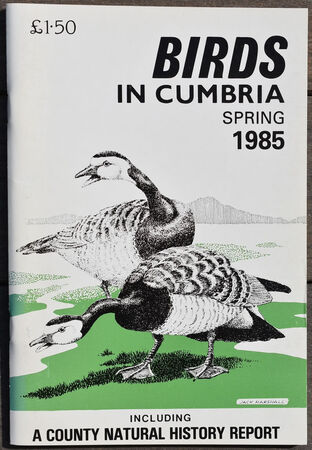 £1·50
BIRDS
IN CUMBRIA
SPRING
1985
JACK MARSHALL
INCLUDING
A COUNTY NATURAL HISTORY REPORT